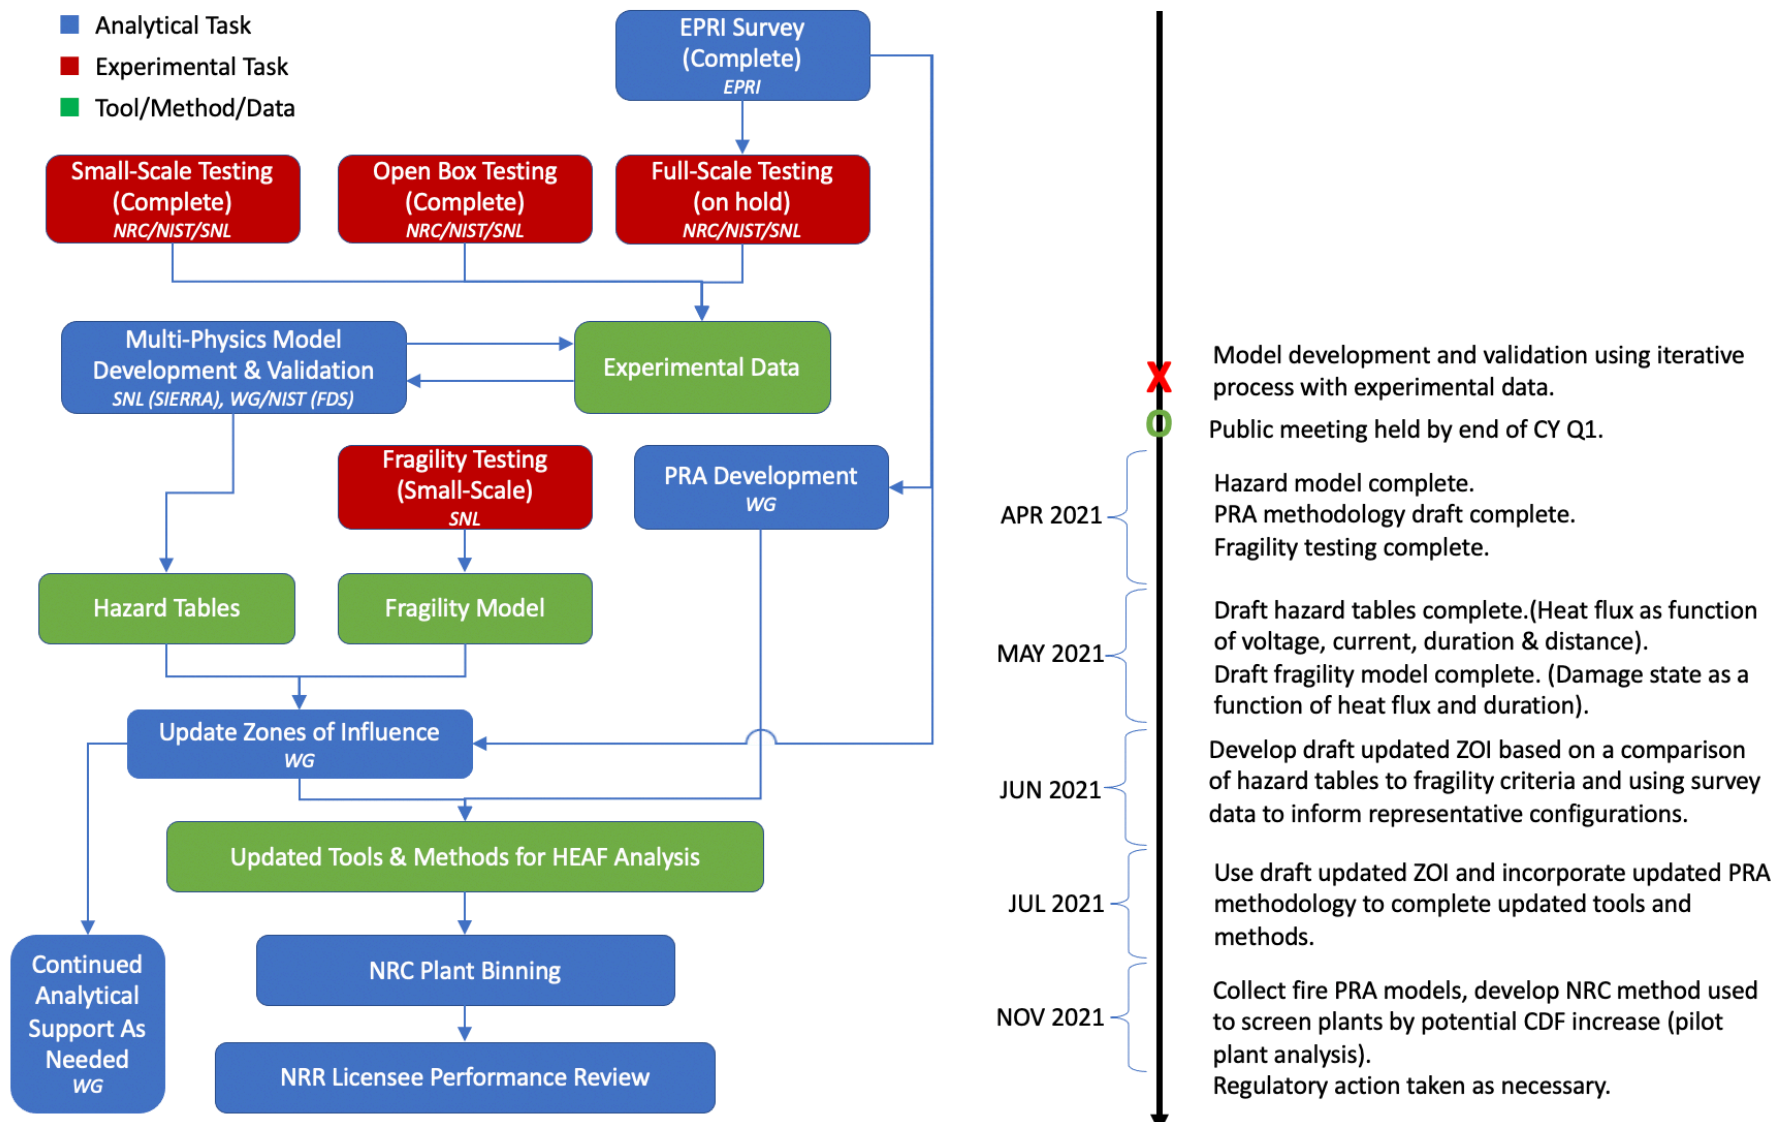 Analytical Task
Experimental Task
Tool/Method/Data
EPRI Survey
(Complete)
EPRI
Small-Scale Testing
(Complete)
NRC/NIST/SNL
Open Box Testing
(Complete)
NRC/NIST/SNL
Full-Scale Testing
(on hold)
NRC/NIST/SNL
Multi-Physics Model
Development & Validation
SNL (SIERRA), WG/NIST (FDS)
Experimental Data
Fragility Testing
(Small-Scale)
SNL
PRA Development
WG
Hazard Tables
Fragility Model
Update Zones of Influence
WG
Updated Tools & Methods for HEAF Analysis
Continued
Analytical
Support As
Needed
WG
NRC Plant Binning
NRR Licensee Performance Review
X
Model development and validation using iterative
process with experimental data.
O
Public meeting held by end of CY Q1.
APR 2021
Hazard model complete.
PRA methodology draft complete.
Fragility testing complete.
MAY 2021
Draft hazard tables complete.(Heat flux as function
of voltage, current, duration & distance).
Draft fragility model complete. (Damage state as a
function of heat flux and duration).
JUN 2021
Develop draft updated ZOI based on a comparison
of hazard tables to fragility criteria and using survey
data to inform representative configurations.
JUL 2021
Use draft updated ZOI and incorporate updated PRA
methodology to complete updated tools and
methods.
NOV 2021
Collect fire PRA models, develop NRC method used
to screen plants by potential CDF increase (pilot
plant analysis).
Regulatory action taken as necessary.